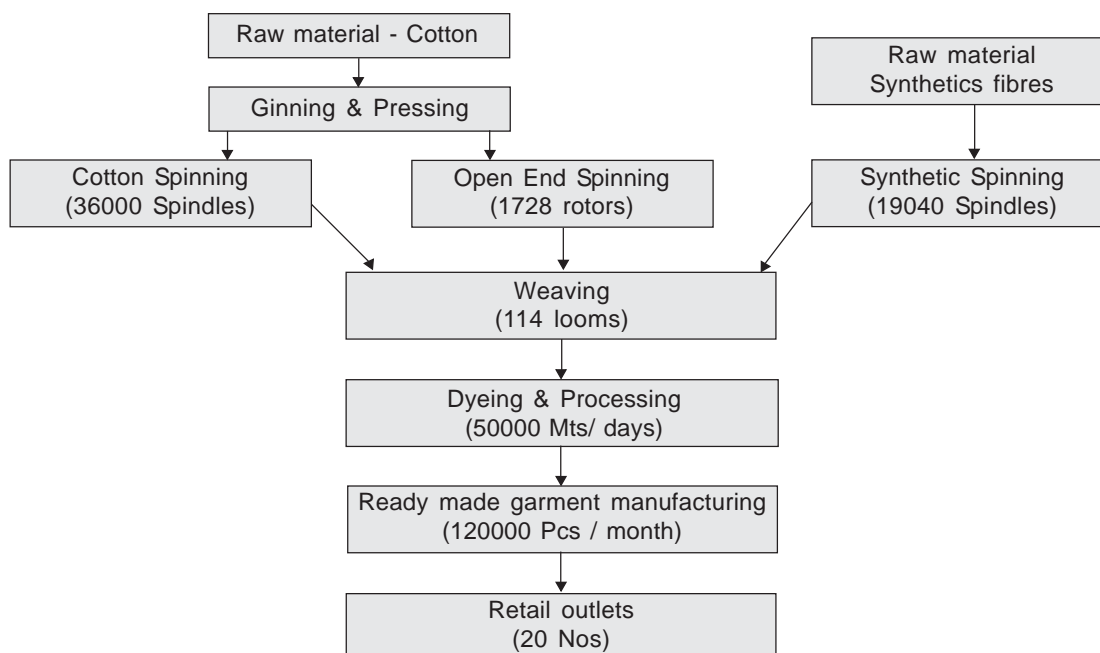 Raw material - Cotton
Raw material
Synthetics fibres
Ginning & Pressing
Cotton Spinning
(36000 Spindles)
Open End Spinning
(1728 rotors)
Synthetic Spinning
(19040 Spindles)
Weaving
(114 looms)
Dyeing & Processing
(50000 Mts/ days)
Ready made garment manufacturing
(120000 Pcs / month)
Retail outlets
(20 Nos)